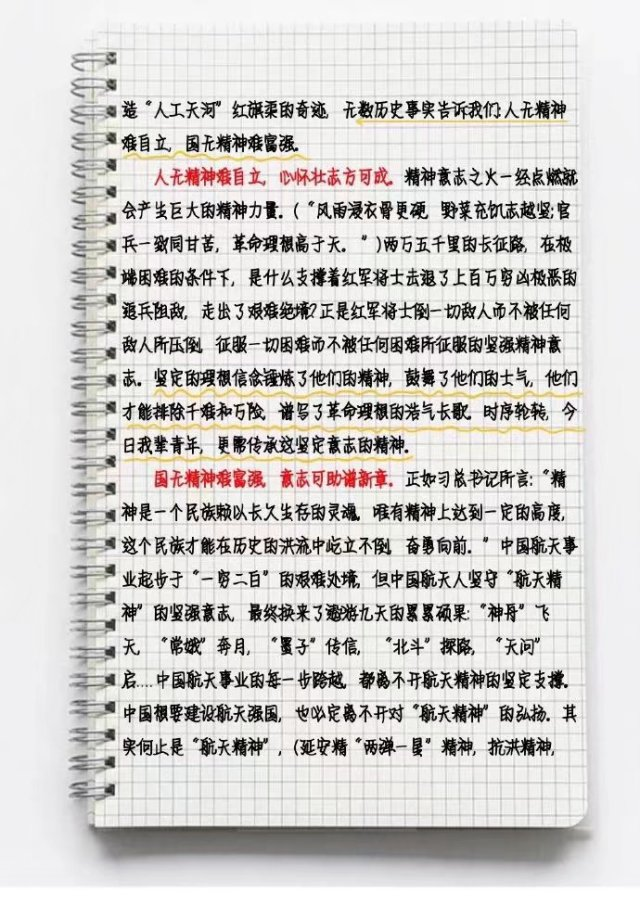 造“人工天河”红旗渠的奇迹，无数历史事实告诉我们：人无精神
难自立，国无精神难富强。
人无精神难自立，心怀壮志方可成。精神意志之火一经点燃就
会产生巨大的精神力量。（“风雨浸衣骨更硬，野菜充饥志越坚；官
兵一致同甘苦，革命理想高于天。”）两万五千里的长征路，在极
端困难的条件下，是什么支撑着红军将士击退了上百万穷凶极恶的
追兵阻敌，走出了艰难绝境？正是红军将士倒一切敌人而不被任何
敌人所压倒，征服一切困难而不被任何困难所征服的坚强精神意
志。坚定的理想信念锤炼了他们的精神，鼓舞了他们的士气，他们
才能排除千难和万险，谱写了革命理想的浩气长歌。时序轮转，今
日我辈青年，更需传承这坚定意志的精神。
国无精神难富强，意志可助谱新章。正如习总书记所言：“精
神是一个民族赖以长久生存的灵魂，唯有精神上达到一定的高度，
这个民族才能在历史的洪流中屹立不倒，奋勇向前。”中国航天事
业起步于“一穷二白”的艰难处境，但中国航天人坚守“航天精
神”的坚强意志，最终换来了遨游九天的累累硕果：“神舟”飞
天，“常娥”奔月，“墨子”传信，“北斗”探路，“天问”
启....中国航天事业的每一步跨越，都离不开航天精神的坚定支撑。
中国想要建设航天强国，也必定离不开对“航天精神”的弘扬。其
实何止是“航天精神”，（延安精“两弹一星”精神，抗洪精神，